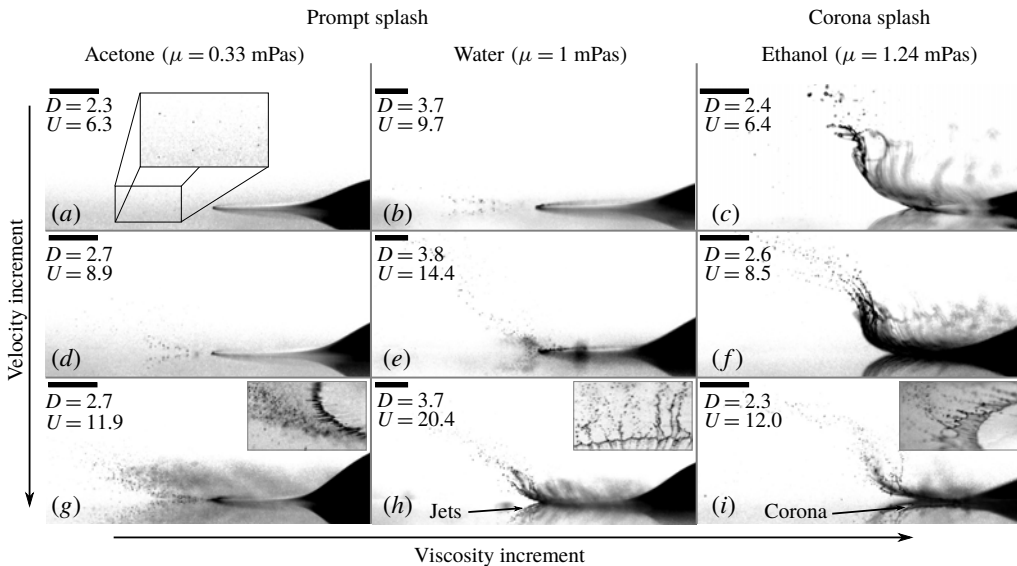 Prompt splash
Corona splash
Acetone (μ = 0.33 mPas)
Water (μ = 1 mPas)
Ethanol (μ = 1.24 mPas)
Velocity increment
D = 2.3
U = 6.3
(a)
D = 3.7
U = 9.7
(b)
D = 2.4
U = 6.4
(c)
D = 2.7
U = 8.9
(d)
D = 3.8
U = 14.4
(e)
D = 2.6
U = 8.5
(f)
D = 2.7
U = 11.9
(g)
D = 3.7
U = 20.4
(h)
Jets
D = 2.3
U = 12.0
(i)
Corona
Viscosity increment